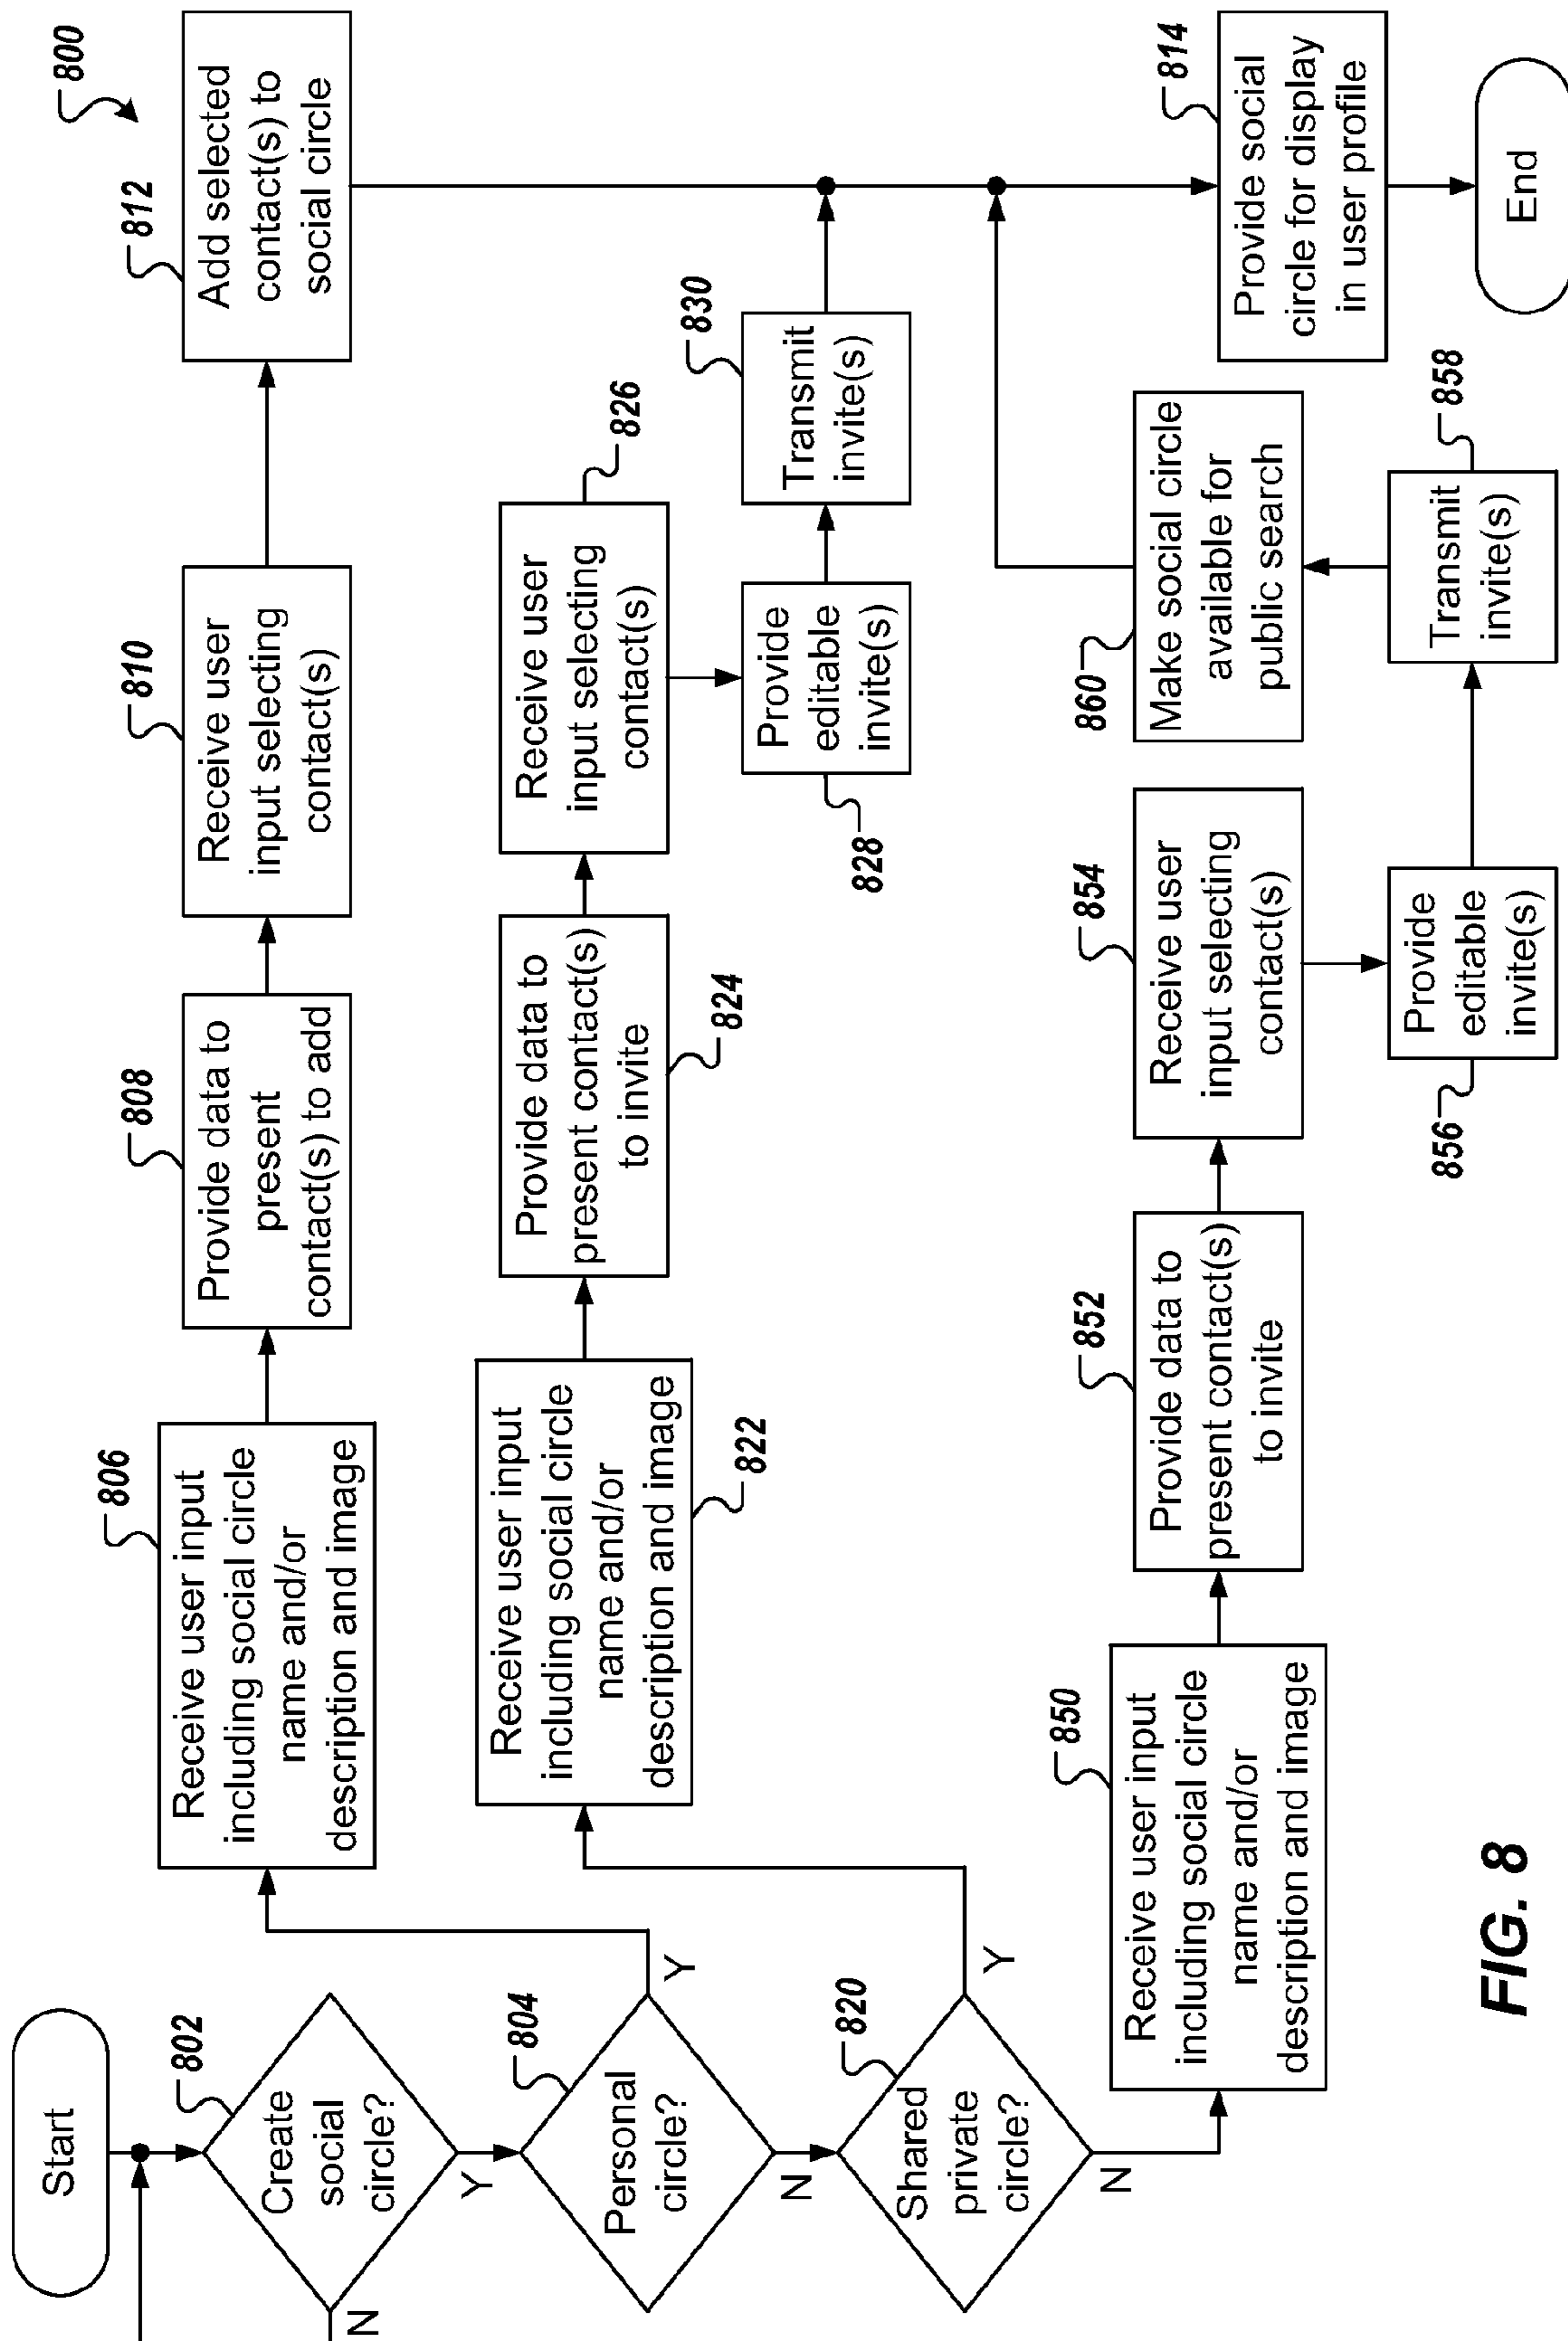 800
Start
802
Create
social
circle?
N
Y
804
Personal
circle?
Y
N
820
Shared
private
circle?
Y
N
806
Receive user input
including social circle
name and/or
description and image
808
Provide data to
present
contact(s) to add
810
Receive user
input selecting
contact(s)
812
Add selected
contact(s) to
social circle
822
Receive user input
including social circle
name and/or
description and image
824
Provide data to
present contact(s)
to invite
826
Receive user
input selecting
contact(s)
828
Provide
editable
invite(s)
830
Transmit
invite(s)
850
Receive user input
including social circle
name and/or
description and image
852
Provide data to
present contact(s)
to invite
854
Receive user
input selecting
contact(s)
856
Provide
editable
invite(s)
858
Transmit
invite(s)
860
Make social circle
available for
public search
814
Provide social
circle for display
in user profile
End
FIG. 8